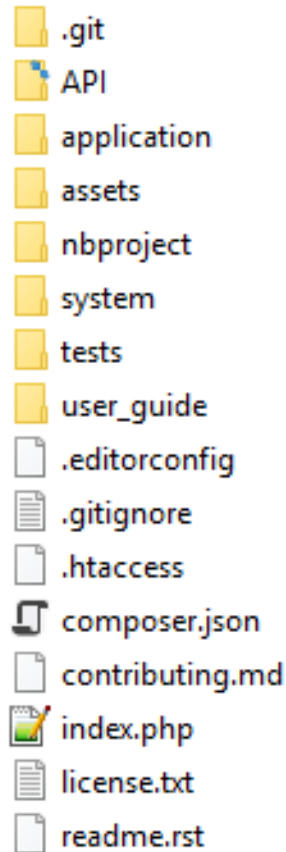 .git
API
application
assets
nbproject
system
tests
user_guide
.editorconfig
.gitignore
.htaccess
composer.json
contributing.md
index.php
license.txt
readme.rst